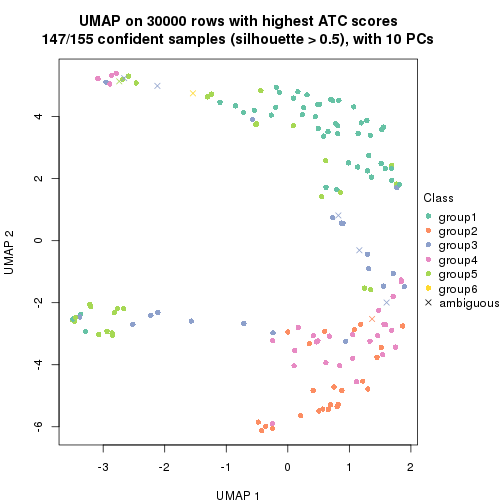 UMAP on 30000 rows with highest ATC scores
147/155 confident samples (silhouette > 0.5), with 10 PCs
UMAP 2
4
2
0
-2
-4
-6
-3
-2
-1
0
1
2
UMAP 1
Class
group1
group2
group3
group4
group5
group6
ambiguous